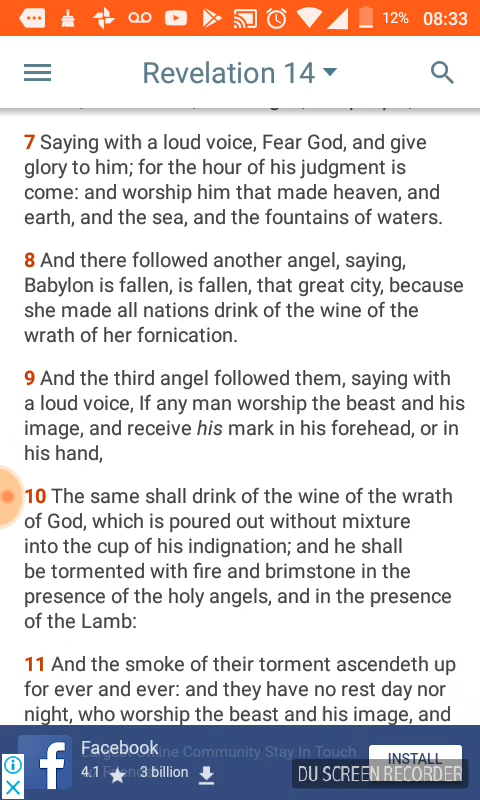 12% 08:33
Revelation 14
7 Saying with a loud voice, Fear God, and give
glory to him; for the hour of his judgment is
come: and worship him that made heaven, and
earth, and the sea, and the fountains of waters.
8 And there followed another angel, saying,
Babylon is fallen, is fallen, that great city, because
she made all nations drink of the wine of the
wrath of her fornication.
9 And the third angel followed them, saying with
a loud voice, If any man worship the beast and his
image, and receive his mark in his forehead, or in
his hand,
10 The same shall drink of the wine of the wrath
of God, which is poured out without mixture
into the cup of his indignation; and he shall
be tormented with fire and brimstone in the
presence of the holy angels, and in the presence
of the Lamb:
11 And the smoke of their torment ascendeth up
for ever and ever: and they have no rest day nor
night, who worship the beast and his image, and
Facebook
Largest Online Community Stay In Touch
4.1 3 billion
INSTALL
DU SCREEN RECORDER